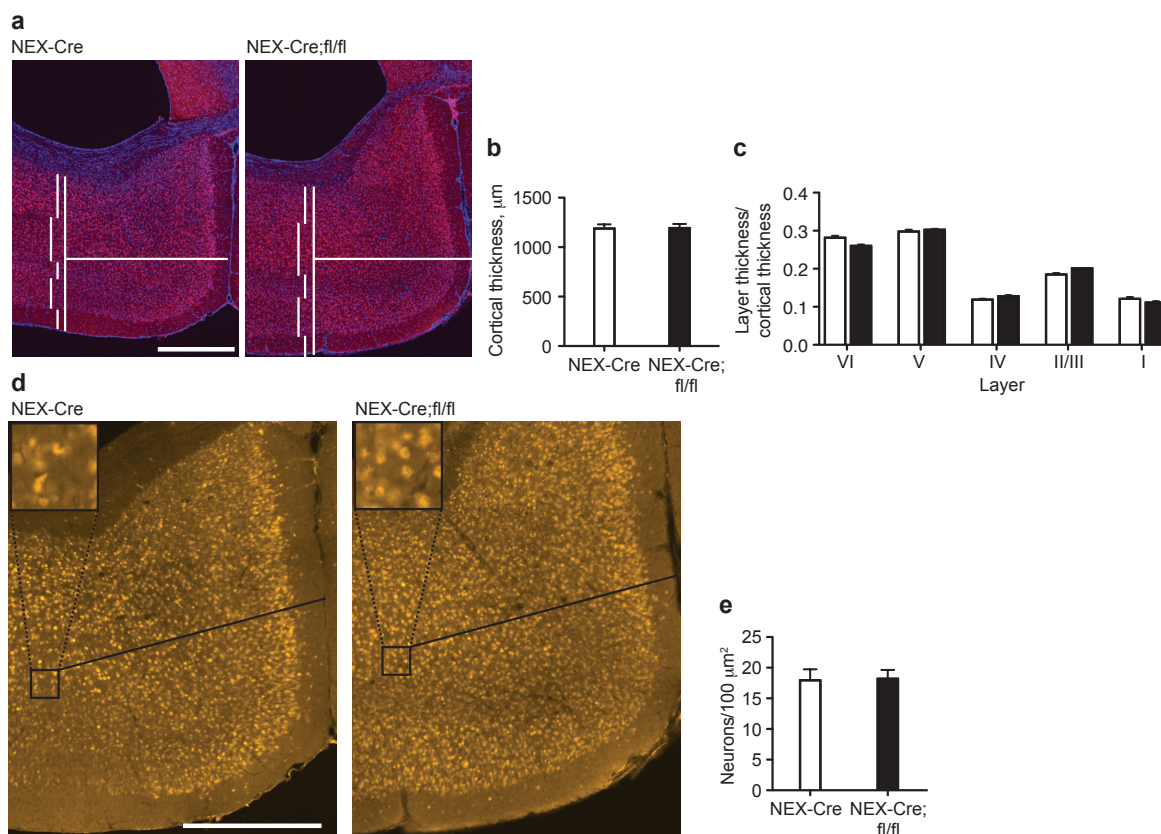 a
NEX-Cre
NEX-Cre;fl/fl
b
Cortical thickness, µm
1500
1000
500
0
NEX-Cre
NEX-Cre;
fl/fl
c
Layer thickness/
cortical thickness
0.4
0.3
0.2
0.1
0.0
VI
V
IV
II/III
I
Layer
d
NEX-Cre
NEX-Cre;fl/fl
e
Neurons/100 µm²
25
20
15
10
5
0
NEX-Cre
NEX-Cre;
fl/fl